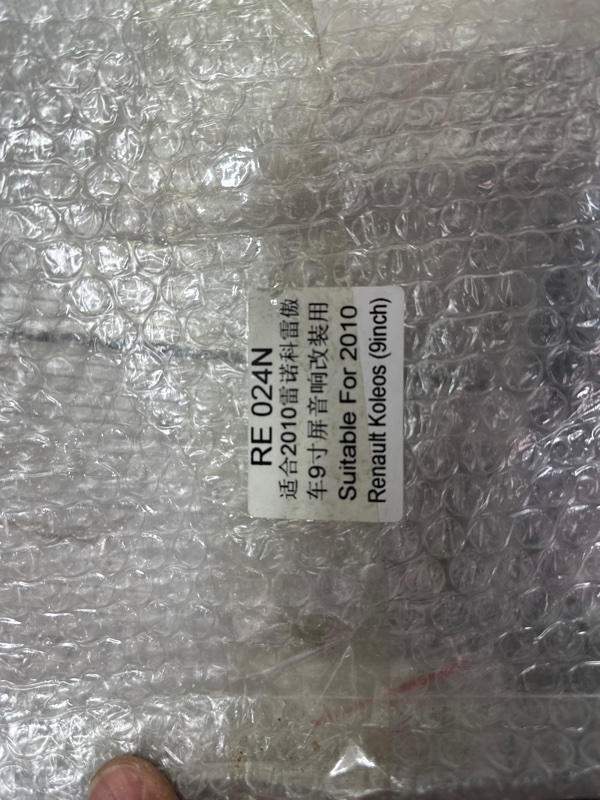 RE 024N
适合2010雷诺科雷傲
车9寸屏音响改装用
Suitable For 2010
Renault Koleos (9inch)